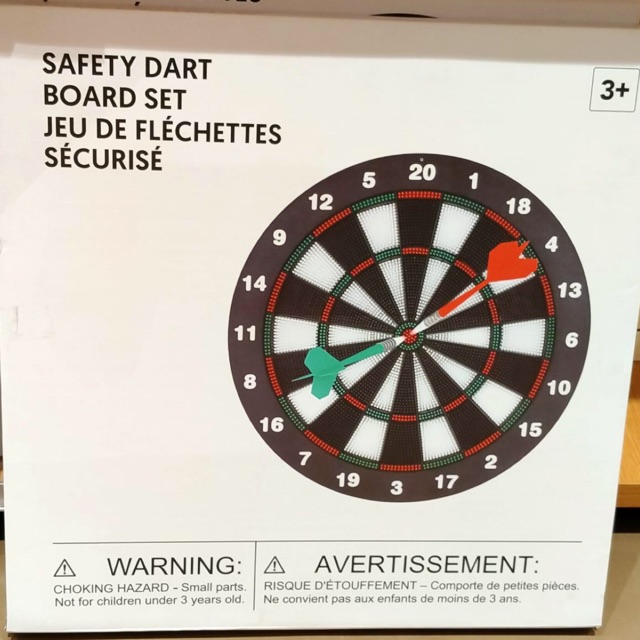 SAFETY DART
BOARD SET
JEU DE FLÉCHETTES
SÉCURISÉ
3+
20
1
18
4
13
6
10
15
2
17
3
19
7
16
8
11
14
9
12
5
WARNING:
CHOKING HAZARD - Small parts.
Not for children under 3 years old.
AVERTISSEMENT:
RISQUE D'ÉTOUFFEMENT – Comporte de petites pièces.
Ne convient pas aux enfants de moins de 3 ans.